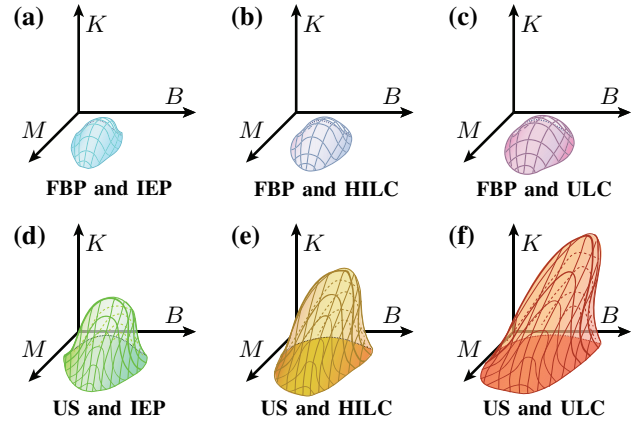 (a) K B M
FBP and IEP
(b) K B M
FBP and HILC
(c) K B M
FBP and ULC
(d) K B M
US and IEP
(e) K B M
US and HILC
(f) K B M
US and ULC